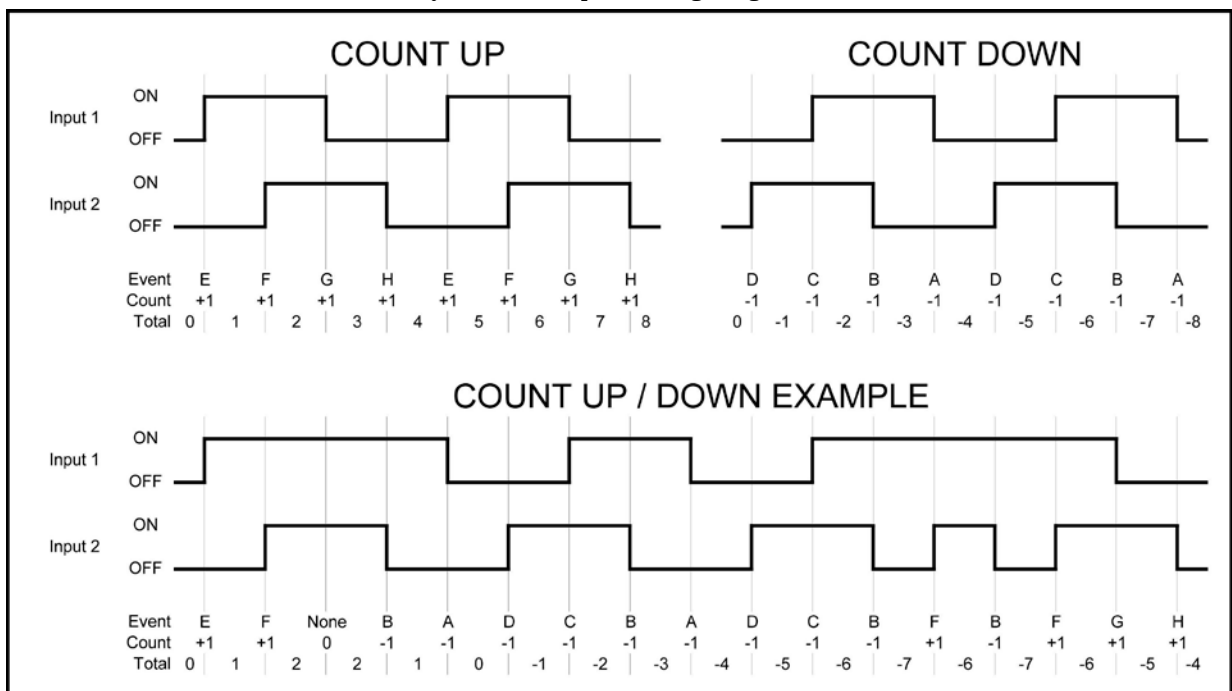 COUNT UP
COUNT DOWN
Input 1
ON
OFF
Input 2
ON
OFF
Event E F G H E F G H D C B A D C B A
Count +1 +1 +1 +1 +1 +1 +1 +1 -1 -1 -1 -1 -1 -1 -1 -1
Total 0 1 2 3 4 5 6 7 8 0 -1 -2 -3 -4 -5 -6 -7 -8
COUNT UP / DOWN EXAMPLE
Input 1
ON
OFF
Input 2
ON
OFF
Event E F None B A D C B A D C B F B F G H
Count +1 +1 0 -1 -1 -1 -1 -1 -1 -1 -1 -1 +1 -1 +1 +1 +1
Total 0 1 2 2 1 0 -1 -2 -3 -4 -5 -6 -7 -6 -7 -6 -5 -4